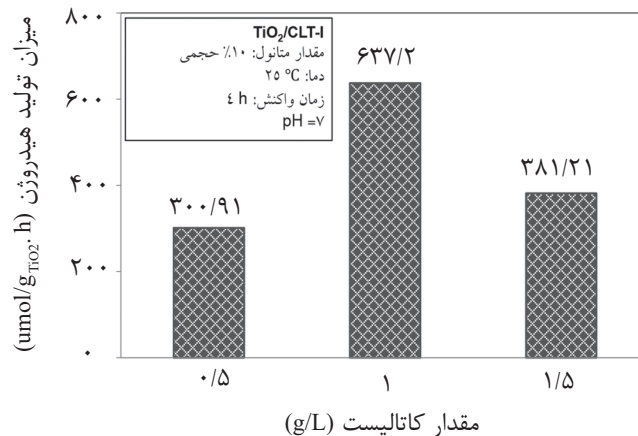 میزان تولید هیدروژن (umol/gTiO2. h)
۸۰۰
۶۰۰
۴۰۰
۲۰۰
۰
TiO2/CLT-I
مقدار متانول: ۱۰٪ حجمی
دما: ۲۵ °C
زمان واکنش: ٤ h
pH =۷
۳۰۰/۹۱
۶۳۷/۲
۳۸۱/۲۱
۰/۵
۱
۱/۵
مقدار کاتالیست (g/L)